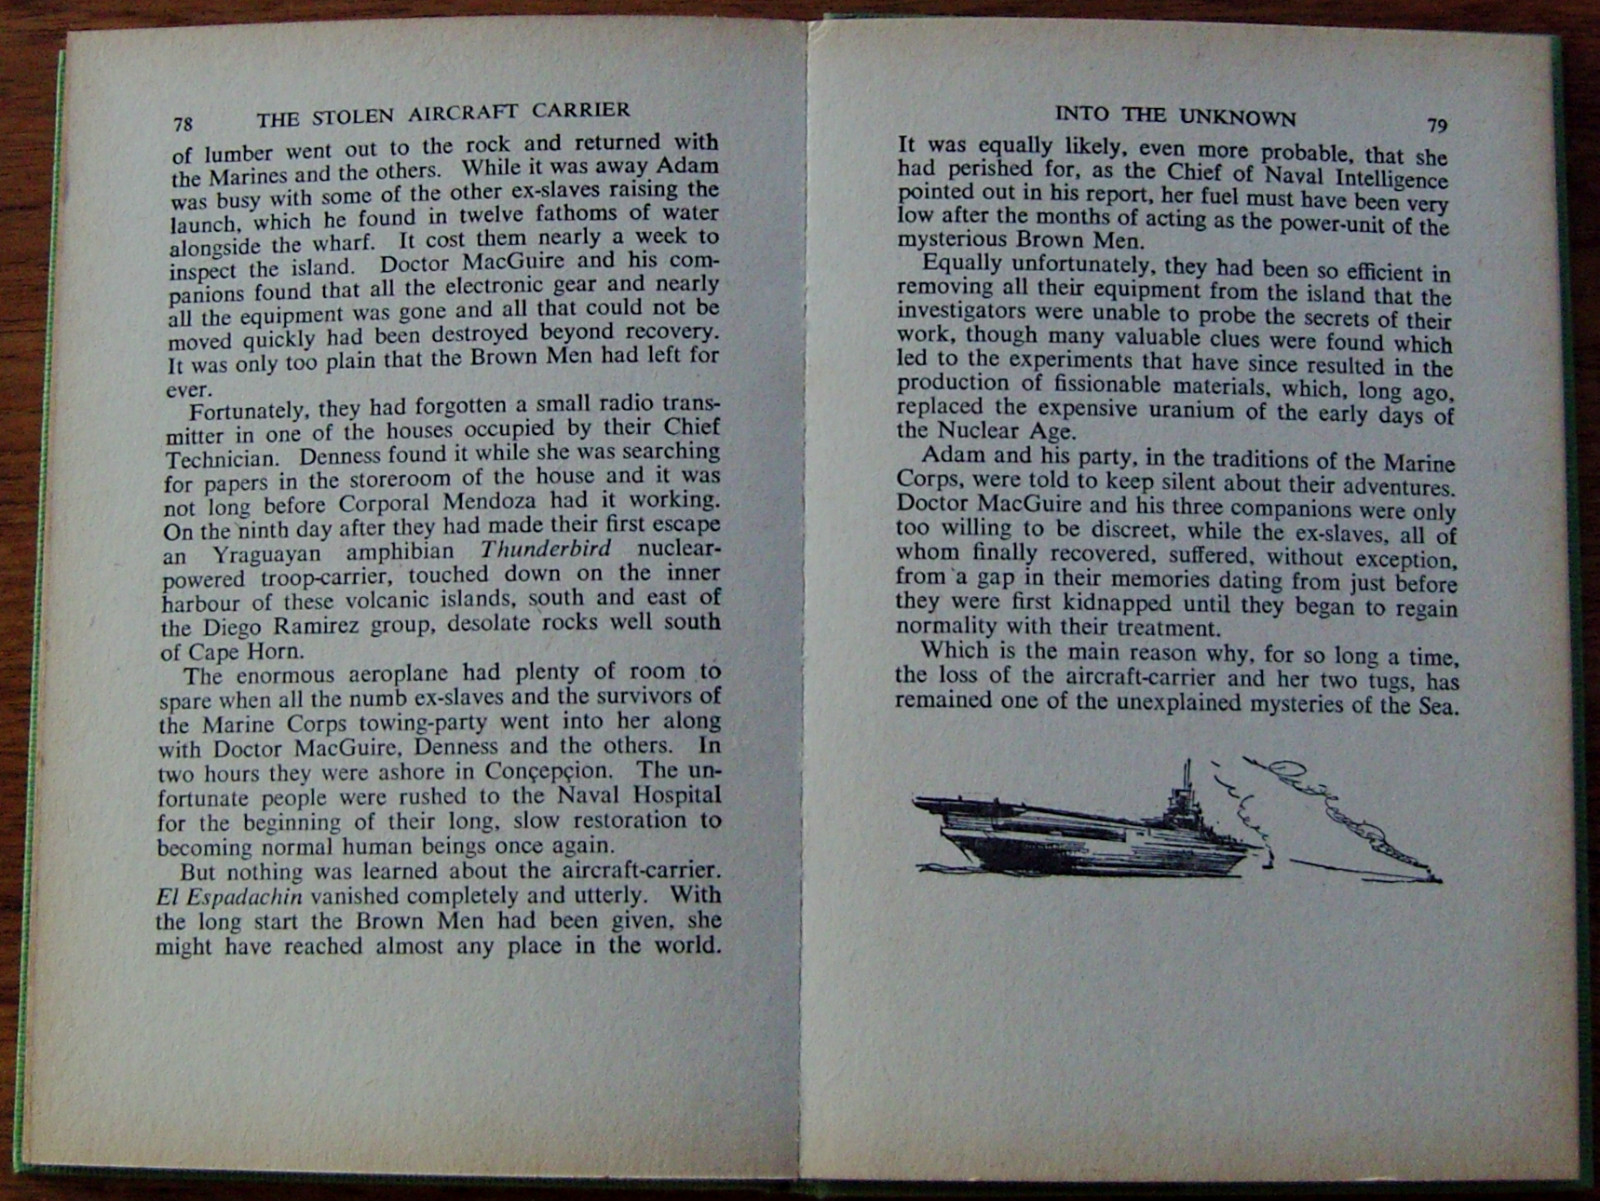 78 THE STOLEN AIRCRAFT CARRIER
of lumber went out to the rock and returned with
the Marines and the others. While it was away Adam
was busy with some of the other ex-slaves raising the
launch, which he found in twelve fathoms of water
alongside the wharf. It cost them nearly a week to
inspect the island. Doctor MacGuire and his com-
panions found that all the electronic gear and nearly
all the equipment was gone and all that could not be
moved quickly had been destroyed beyond recovery.
It was only too plain that the Brown Men had left for
ever.
Fortunately, they had forgotten a small radio trans-
mitter in one of the houses occupied by their Chief
Technician. Denness found it while she was searching
for papers in the storeroom of the house and it was
not long before Corporal Mendoza had it working.
On the ninth day after they had made their first escape
an Yraguayan amphibian Thunderbird nuclear-
powered troop-carrier, touched down on the inner
harbour of these volcanic islands, south and east of
the Diego Ramirez group, desolate rocks well south
of Cape Horn.
The enormous aeroplane had plenty of room to
spare when all the numb ex-slaves and the survivors of
the Marine Corps towing-party went into her along
with Doctor MacGuire, Denness and the others. In
two hours they were ashore in Conçepçion. The un-
fortunate people were rushed to the Naval Hospital
for the beginning of their long, slow restoration to
becoming normal human beings once again.
But nothing was learned about the aircraft-carrier.
El Espadachin vanished completely and utterly. With
the long start the Brown Men had been given, she
might have reached almost any place in the world.
INTO THE UNKNOWN 79
It was equally likely, even more probable, that she
had perished for, as the Chief of Naval Intelligence
pointed out in his report, her fuel must have been very
low after the months of acting as the power-unit of the
mysterious Brown Men.
Equally unfortunately, they had been so efficient in
removing all their equipment from the island that the
investigators were unable to probe the secrets of their
work, though many valuable clues were found which
led to the experiments that have since resulted in the
production of fissionable materials, which, long ago,
replaced the expensive uranium of the early days of
the Nuclear Age.
Adam and his party, in the traditions of the Marine
Corps, were told to keep silent about their adventures.
Doctor MacGuire and his three companions were only
too willing to be discreet, while the ex-slaves, all of
whom finally recovered, suffered, without exception,
from a gap in their memories dating from just before
they were first kidnapped until they began to regain
normality with their treatment.
Which is the main reason why, for so long a time,
the loss of the aircraft-carrier and her two tugs, has
remained one of the unexplained mysteries of the Sea.